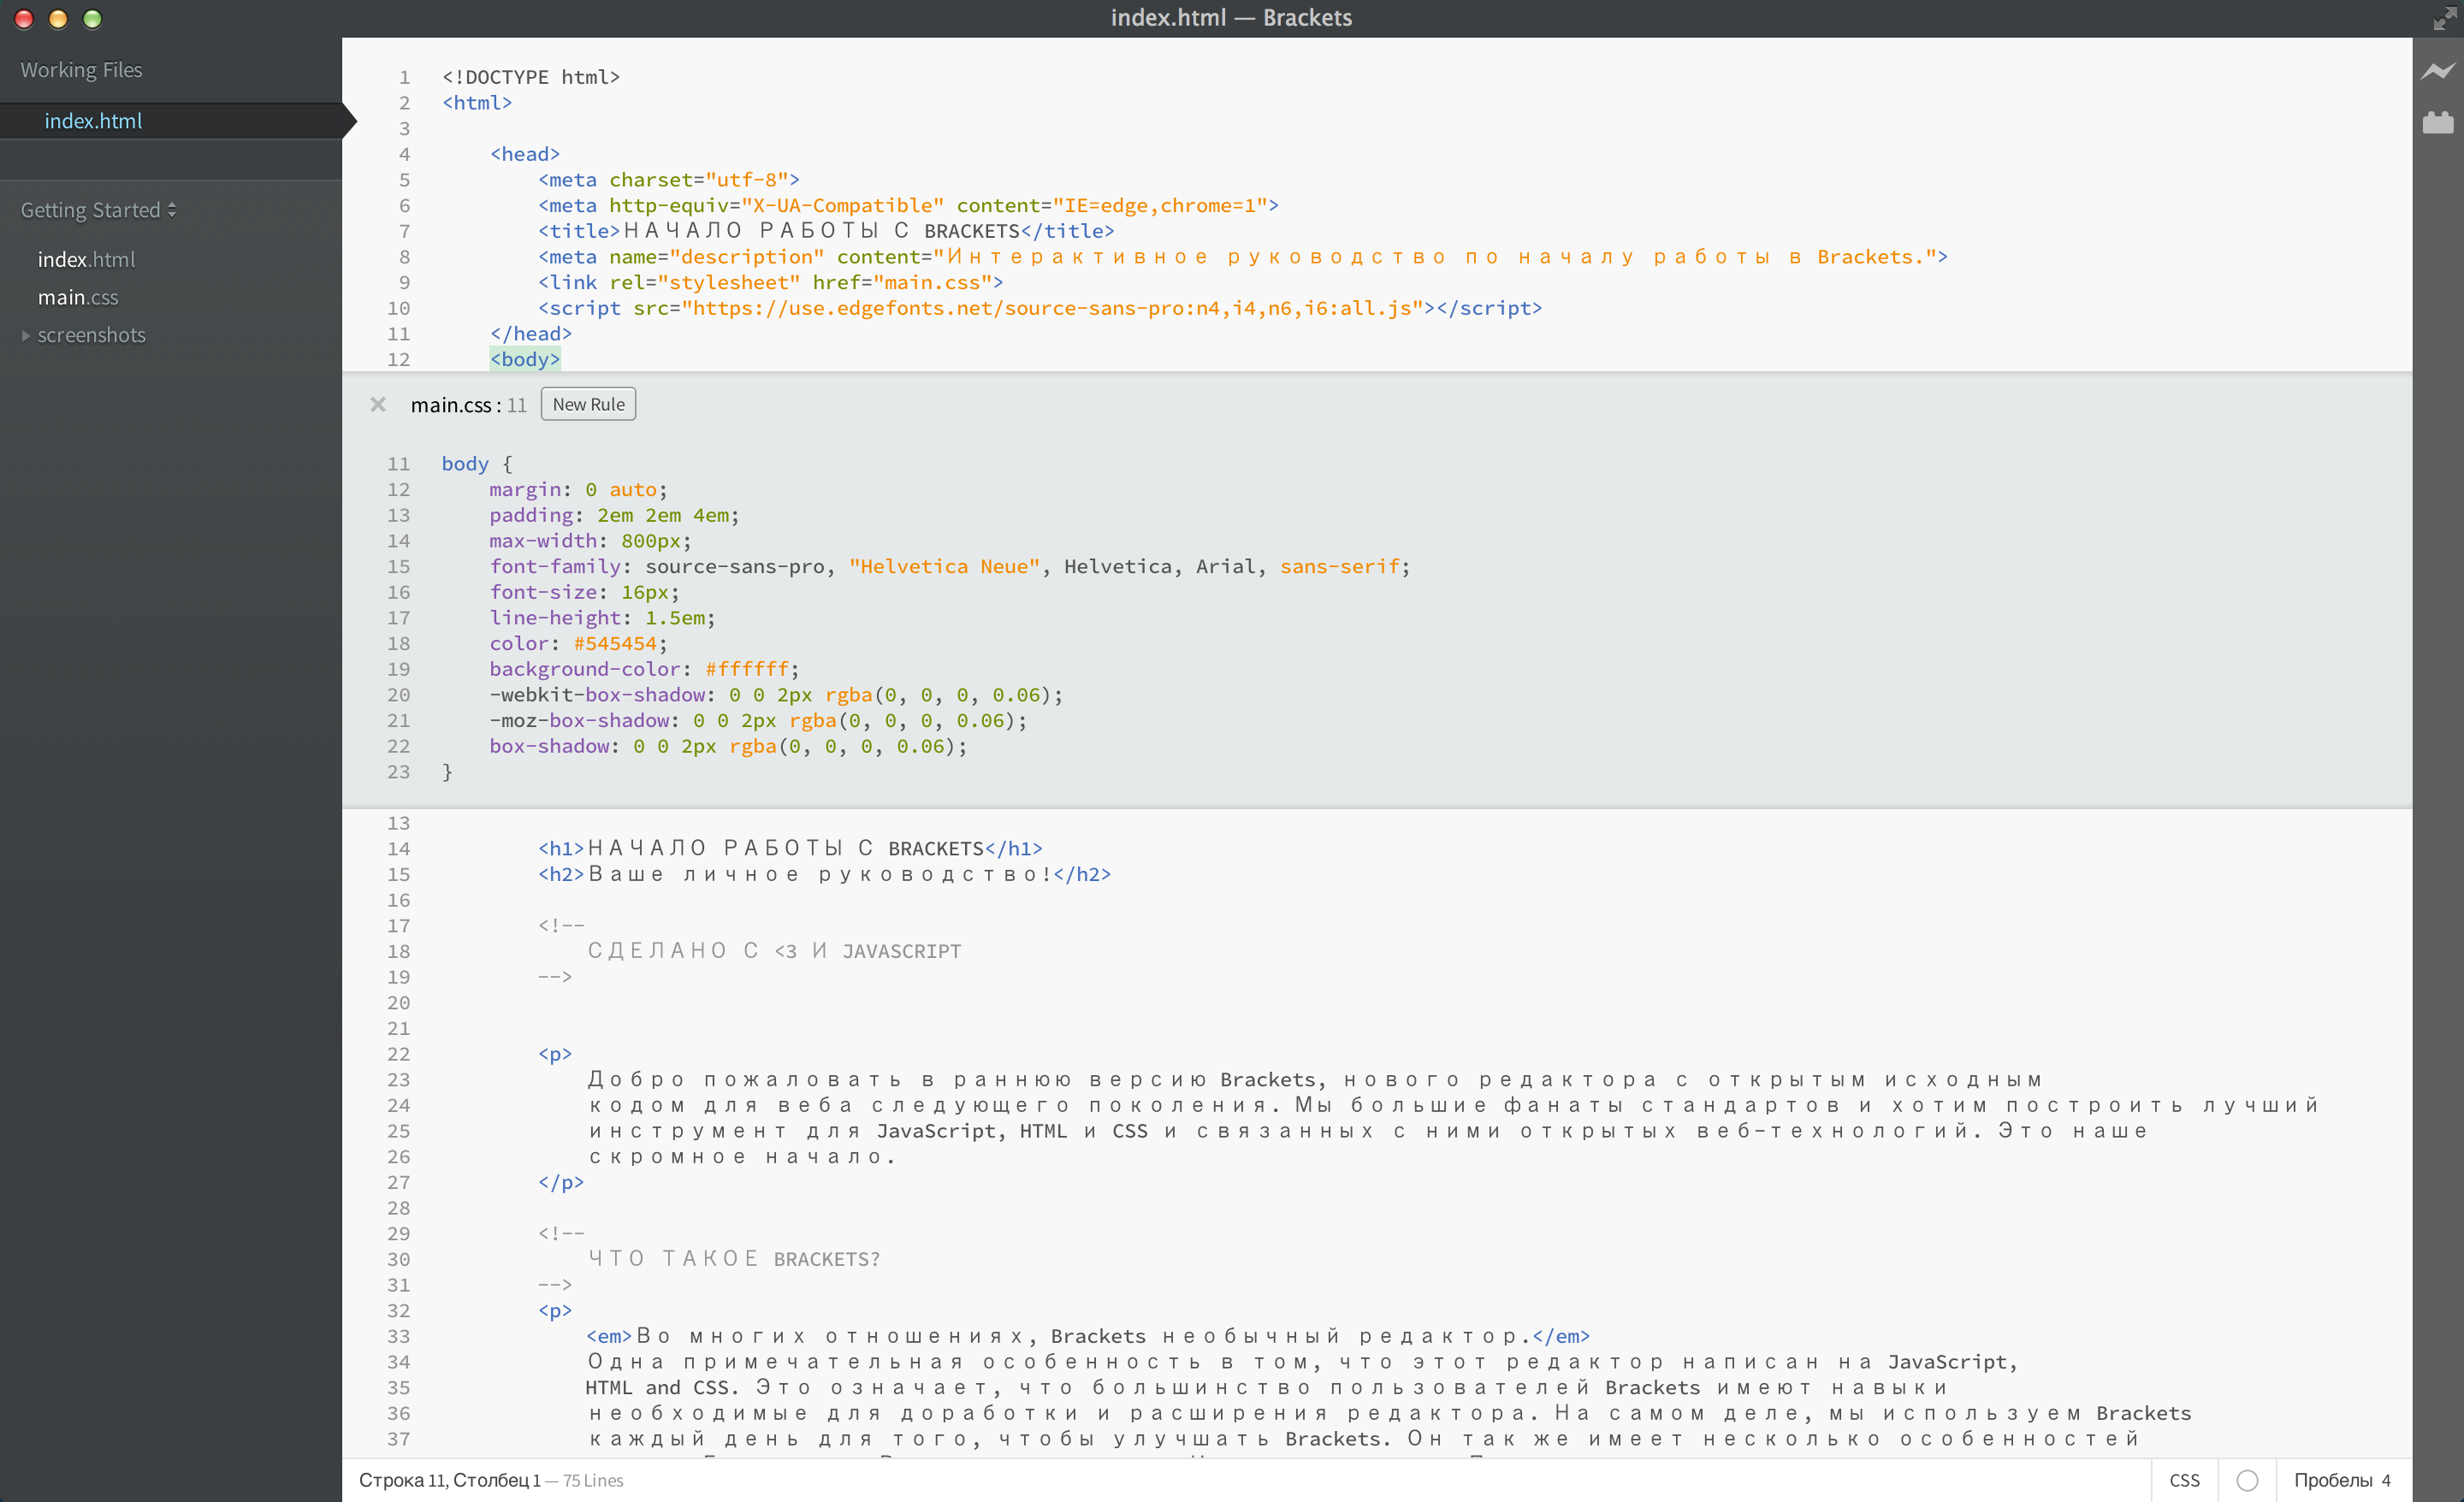 index.html — Brackets
Working Files
index.html
Getting Started
index.html
main.css
screenshots
1 <!DOCTYPE html>
2 <html>
3
4 <head>
5 <meta charset="utf-8">
6 <meta http-equiv="X-UA-Compatible" content="IE=edge,chrome=1">
7 <title>НАЧАЛО РАБОТЫ С BRACKETS</title>
8 <meta name="description" content="Интерактивное руководство по началу работы в Brackets.">
9 <link rel="stylesheet" href="main.css">
10 <script src="https://use.edgefonts.net/source-sans-pro:n4,i4,n6,i6:all.js"></script>
11 </head>
12 <body>
× main.css : 11 New Rule
11 body {
12 margin: 0 auto;
13 padding: 2em 2em 4em;
14 max-width: 800px;
15 font-family: source-sans-pro, "Helvetica Neue", Helvetica, Arial, sans-serif;
16 font-size: 16px;
17 line-height: 1.5em;
18 color: #545454;
19 background-color: #ffffff;
20 -webkit-box-shadow: 0 0 2px rgba(0, 0, 0, 0.06);
21 -moz-box-shadow: 0 0 2px rgba(0, 0, 0, 0.06);
22 box-shadow: 0 0 2px rgba(0, 0, 0, 0.06);
23 }
13
14 <h1>НАЧАЛО РАБОТЫ С BRACKETS</h1>
15 <h2>Ваше личное руководство!</h2>
16
17 <!--
18 СДЕЛАНО С <3 И JAVASCRIPT
19 -->
20
21
22 <p>
23 Добро пожаловать в раннюю версию Brackets, нового редактора с открытым исходным
24 кодом для веба следующего поколения. Мы большие фанаты стандартов и хотим построить лучший
25 инструмент для JavaScript, HTML и CSS и связанных с ними открытых веб-технологий. Это наше
26 скромное начало.
27 </p>
28
29 <!--
30 ЧТО ТАКОЕ BRACKETS?
31 -->
32 <p>
33 <em>Во многих отношениях, Brackets необычный редактор.</em>
34 Одна примечательная особенность в том, что этот редактор написан на JavaScript,
35 HTML and CSS. Это означает, что большинство пользователей Brackets имеют навыки
36 необходимые для доработки и расширения редактора. На самом деле, мы используем Brackets
37 каждый день для того, чтобы улучшать Brackets. Он так же имеет несколько особенностей
Строка 11, Столбец 1 — 75 Lines
CSS
Пробелы 4